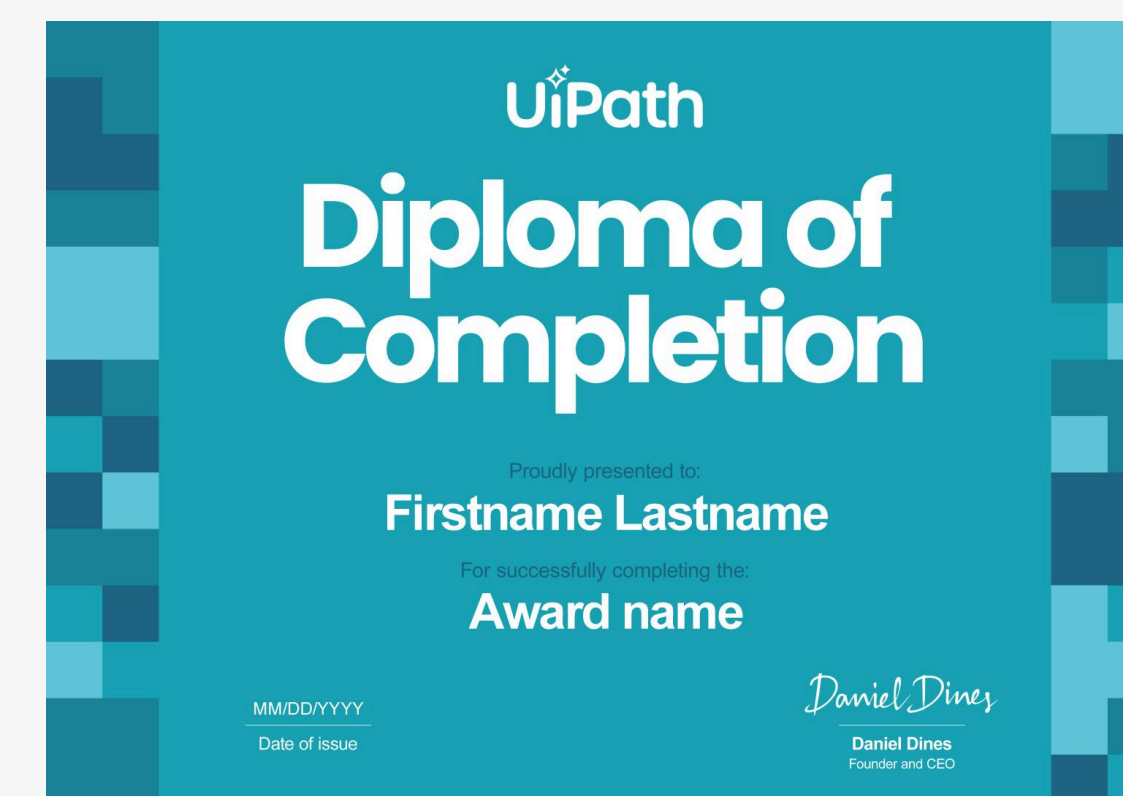 UiPath
Diploma of
Completion
Proudly presented to:
Firstname Lastname
For successfully completing the:
Award name
MM/DD/YYYY
Date of issue
Daniel Dines
Daniel Dines
Founder and CEO